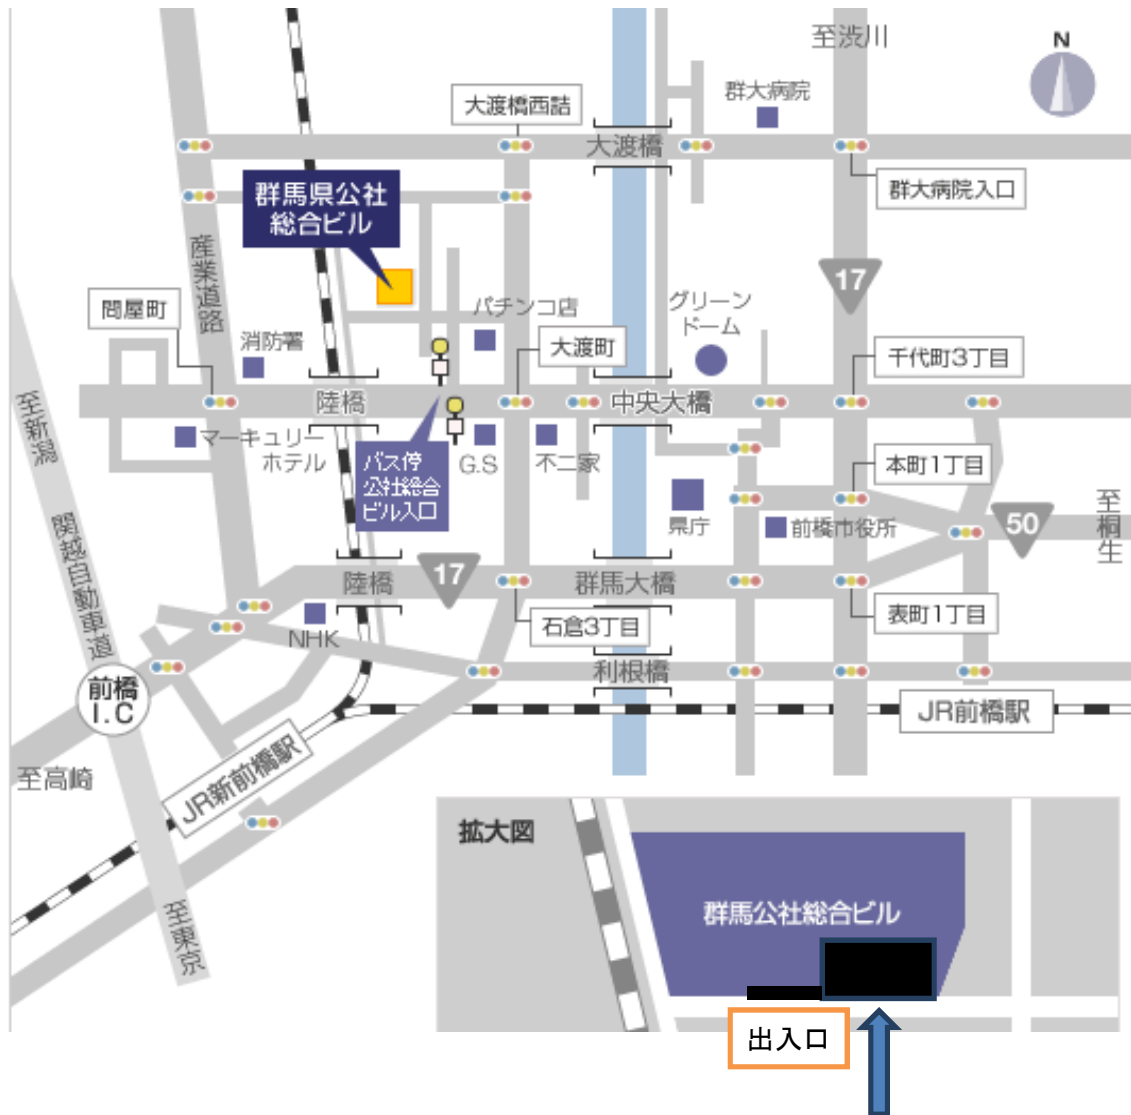 至渋川
N
群大病院
大渡橋西詰
大渡橋
群馬県公社
総合ビル
群大病院入口
産業道路
17
問屋町
パチンコ店
グリーン
ドーム
消防署
大渡町
千代町3丁目
陸橋
中央大橋
至新潟
マーキュリー
ホテル
バス停
公社総合
ビル入口
G.S
不二家
本町1丁目
県庁
前橋市役所
50
至桐生
関越自動車道
陸橋
17
群馬大橋
NHK
石倉3丁目
表町1丁目
利根橋
前橋
I.C
JR前橋駅
至高崎
JR新前橋駅
拡大図
群馬公社総合ビル
至東京
出入口